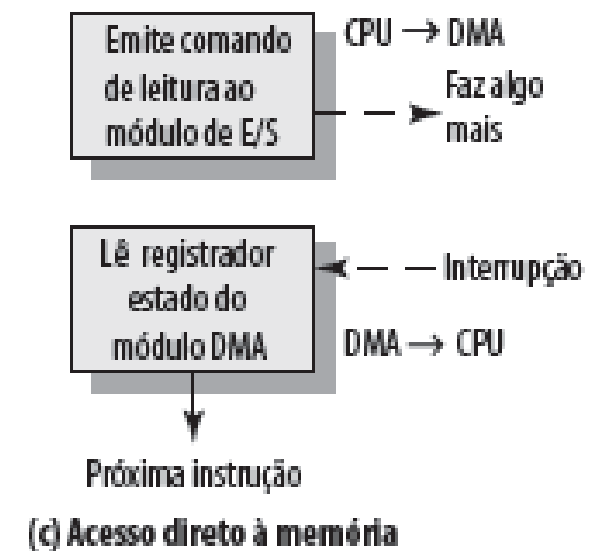 Emite comando
de leitura ao
módulo de E/S
CPU → DMA
Faz algo
mais
Lê registrador
estado do
módulo DMA
Interrupção
DMA → CPU
Próxima instrução
(c) Acesso direto à memória